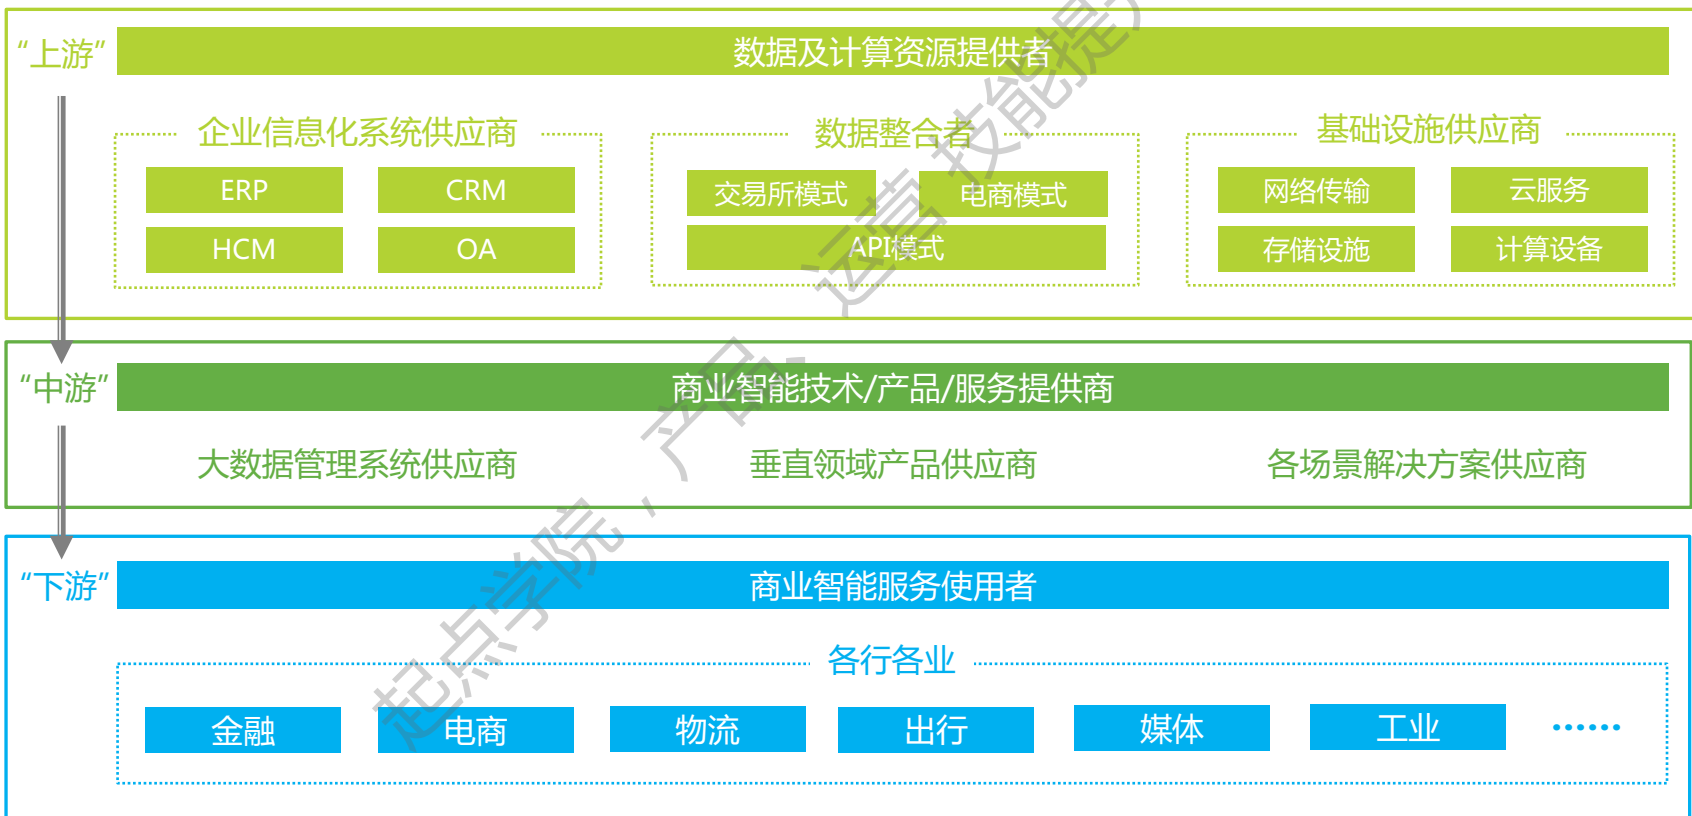 “上游”
数据及计算资源提供者
企业信息化系统供应商
数据整合者
基础设施供应商
ERP
CRM
交易所模式
电商模式
网络传输
云服务
HCM
OA
API模式
存储设施
计算设备
“中游”
商业智能技术/产品/服务提供商
大数据管理系统供应商
垂直领域产品供应商
各场景解决方案供应商
“下游”
商业智能服务使用者
各行各业
金融
电商
物流
出行
媒体
工业
······
起点学院，产品、运营 技能提升